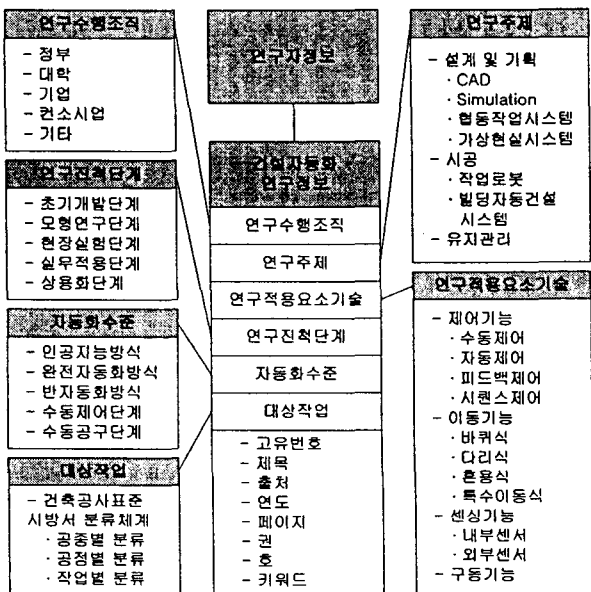 연구수행조직
- 정부
- 대학
- 기업
- 컨소시업
- 기타
연구진척단계
- 초기개발단계
- 모형연구단계
- 현장실험단계
- 실무적용단계
- 상용화단계
자동화수준
- 인공지능방식
- 완전자동화방식
- 반자동화방식
- 수동제어단계
- 수동공구단계
대상작업
- 건축공사표준
시방서 분류체계
· 공종별 분류
· 공정별 분류
· 작업별 분류
연구자정보
건설자동화
연구정보
연구수행조직
연구주제
연구적용요소기술
연구진척단계
자동화수준
대상작업
- 고유번호
- 제목
- 출처
- 연도
- 페이지
- 권
- 호
- 키워드
연구주제
- 설계 및 기획
· CAD
· Simulation
· 협동작업시스템
· 가상현실시스템
- 시공
· 작업로봇
· 빌딩자동건설
시스템
- 유지관리
연구적용요소기술
- 제어기능
· 수동제어
· 자동제어
· 피드백제어
· 시퀀스제어
- 이동기능
· 바퀴식
· 다리식
· 혼용식
· 특수이동식
- 센싱기능
· 내부센서
· 외부센서
- 구동기능